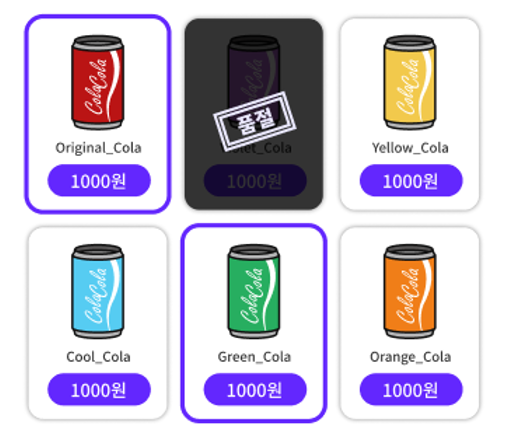 ColaCola
Original_Cola
1000원
품절
Violet_Cola
1000원
ColaCola
Yellow_Cola
1000원
ColaCola
Cool_Cola
1000원
ColaCola
Green_Cola
1000원
ColaCola
Orange_Cola
1000원